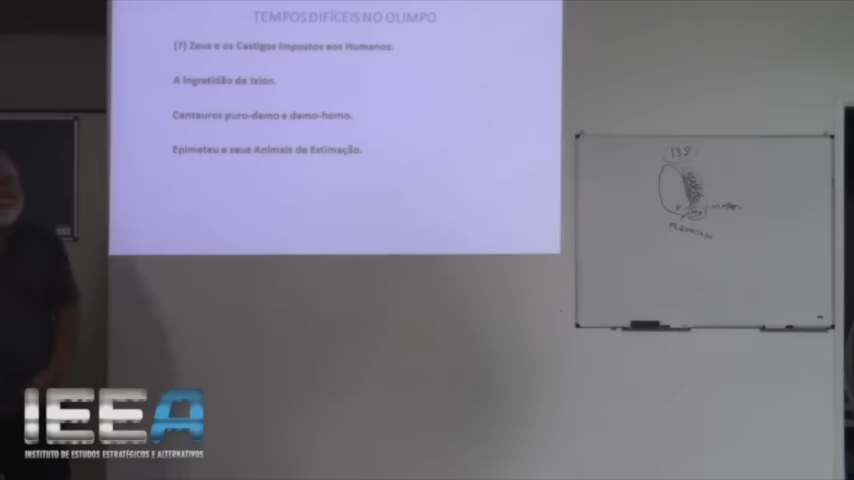 TEMPOS DIFÍCEIS NO OLIMPO
(7) Zeus e os Castigos Impostos aos Humanos.
A Ingratidão de Ixion.
Centauros puro-demo e demo-homo.
Epimeteu e seus Animais de Estimação.
138
IEEA
INSTITUTO DE ESTUDOS ESTRATÉGICOS E ALTERNATIVOS